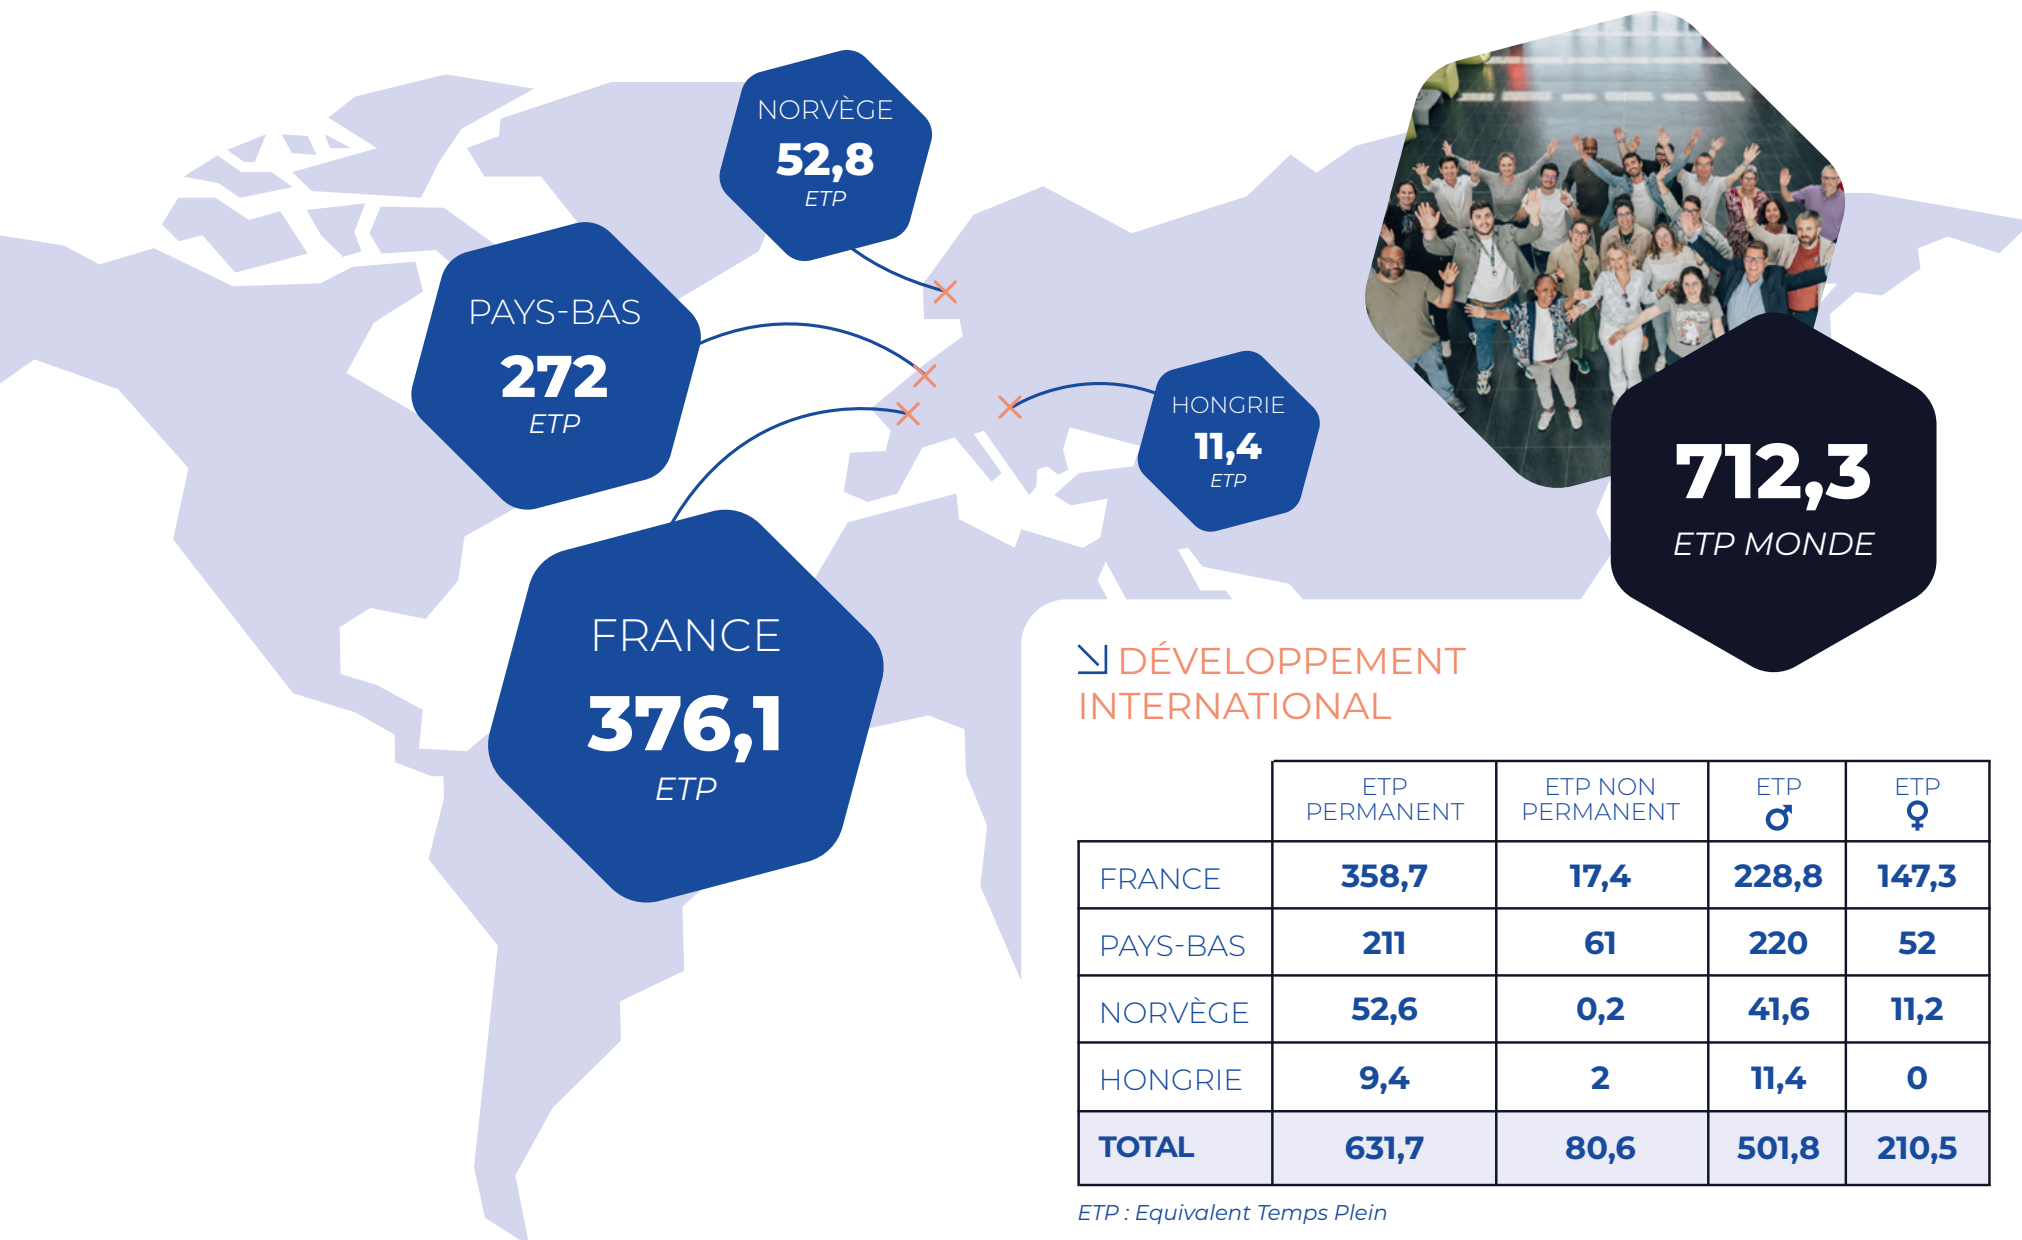 NORVÈGE
52,8
ETP
PAYS-BAS
272
ETP
HONGRIE
11,4
ETP
FRANCE
376,1
ETP
712,3
ETP MONDE
DÉVELOPPEMENT
INTERNATIONAL
ETP PERMANENT ETP NON PERMANENT ETP ♂ ETP ♀
FRANCE 358,7 17,4 228,8 147,3
PAYS-BAS 211 61 220 52
NORVÈGE 52,6 0,2 41,6 11,2
HONGRIE 9,4 2 11,4 0
TOTAL 631,7 80,6 501,8 210,5
ETP : Equivalent Temps Plein